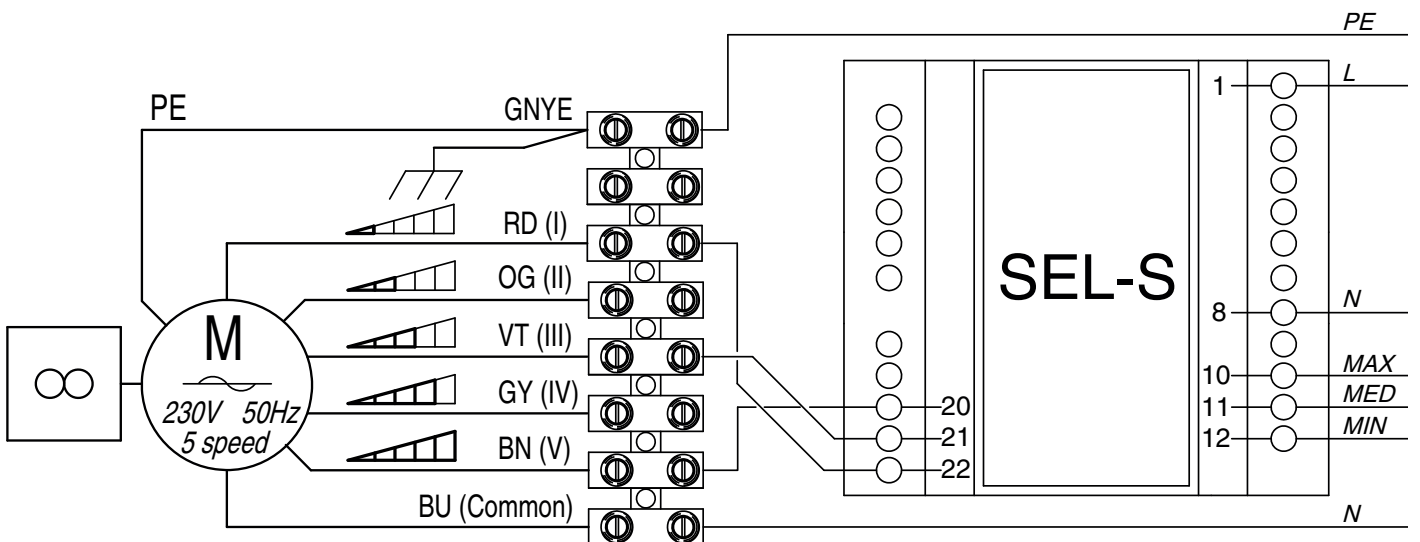 PE
L
1
PE
GNYE
RD (I)
OG (II)
SEL-S
8
N
M
VT (III)
230V 50Hz
5 speed
GY (IV)
10
MAX
20
11
MED
21
12
MIN
BN (V)
22
BU (Common)
N